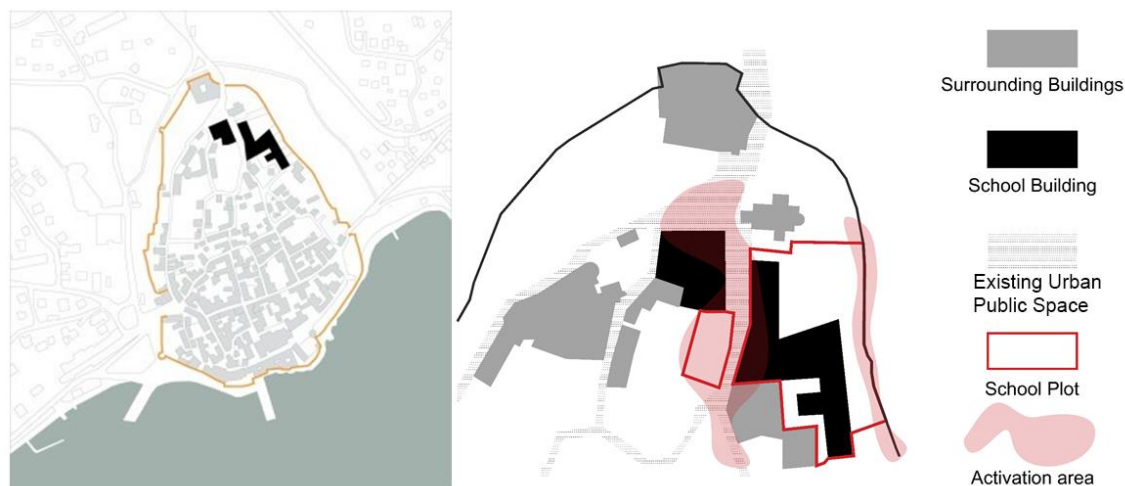 Surrounding Buildings
School Building
Existing Urban
Public Space
School Plot
Activation area